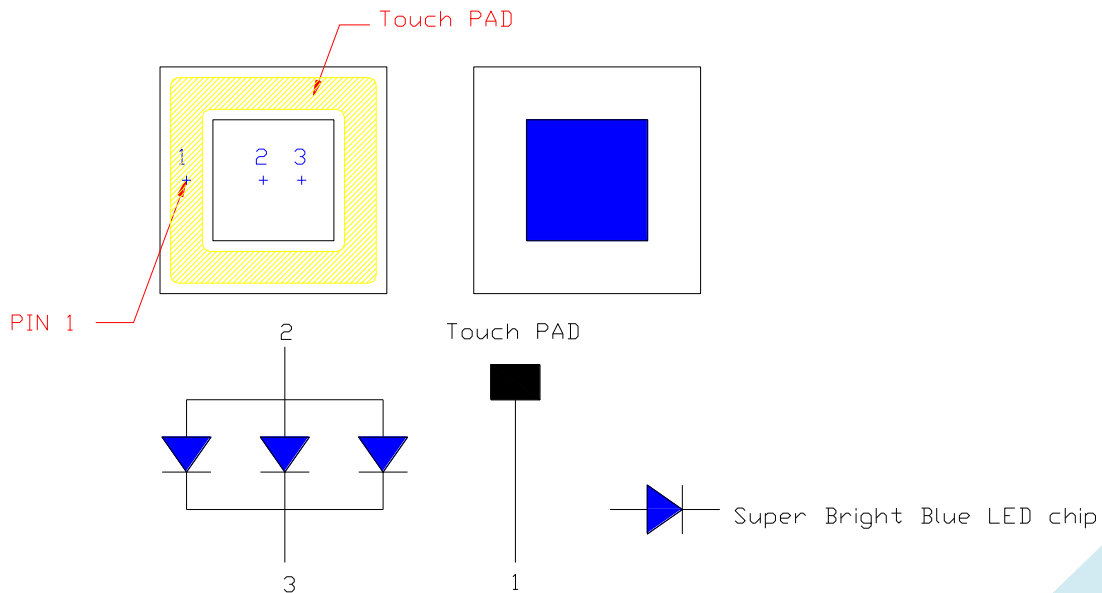 Touch PAD
1 2 3
PIN 1
2
Touch PAD
Super Bright Blue LED chip
3
1